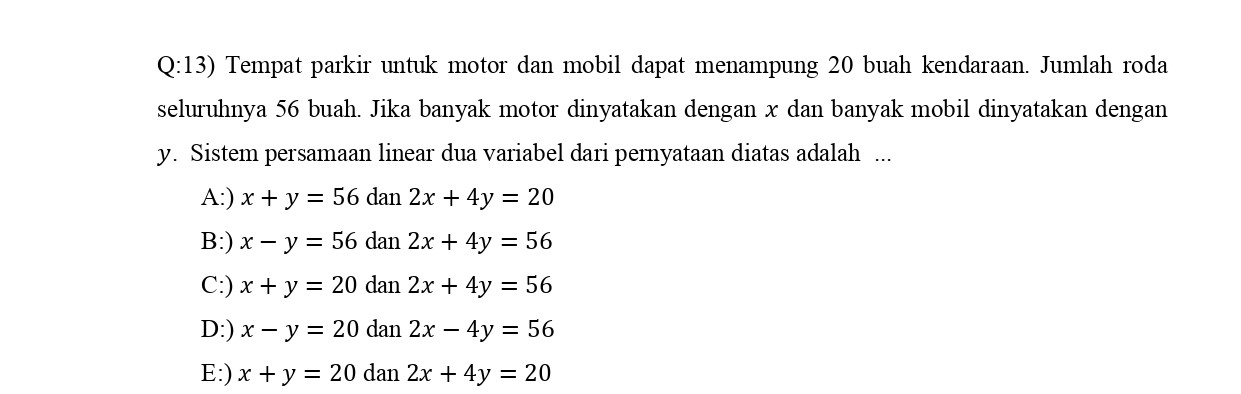 Q:13) Tempat parkir untuk motor dan mobil dapat menampung 20 buah kendaraan. Jumlah roda
seluruhnya 56 buah. Jika banyak motor dinyatakan dengan 𝑥 dan banyak mobil dinyatakan dengan
𝑦. Sistem persamaan linear dua variabel dari pernyataan diatas adalah ...
A:) 𝑥 + 𝑦 = 56 dan 2𝑥 + 4𝑦 = 20
B:) 𝑥 − 𝑦 = 56 dan 2𝑥 + 4𝑦 = 56
C:) 𝑥 + 𝑦 = 20 dan 2𝑥 + 4𝑦 = 56
D:) 𝑥 − 𝑦 = 20 dan 2𝑥 − 4𝑦 = 56
E:) 𝑥 + 𝑦 = 20 dan 2𝑥 + 4𝑦 = 20